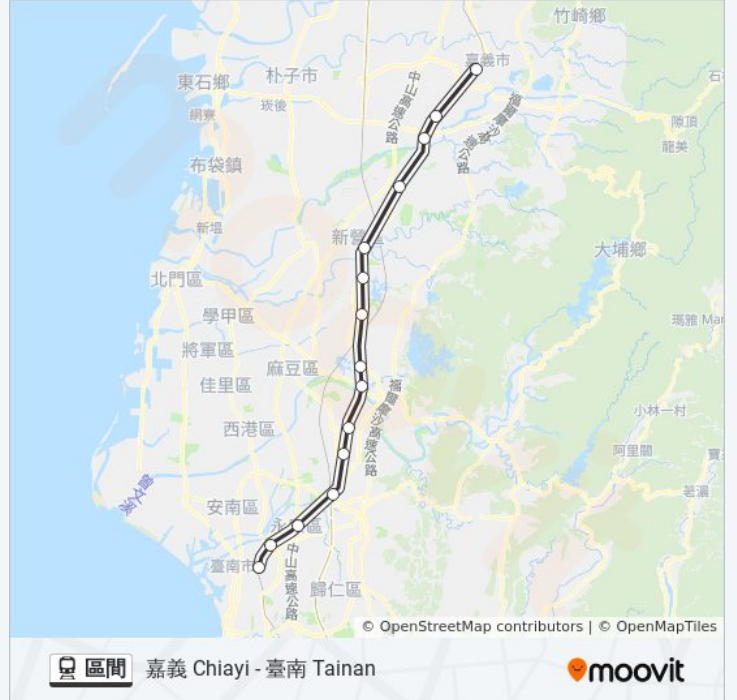 竹崎鄉
嘉義市
東石鄉
朴子市
崁後
中山高速公路
福爾摩沙高速公路
網寮
隙頂
龍美
布袋鎮
新塭
新營區
大埔鄉
北門區
學甲區
瑪雅 Mar
將軍區
麻豆區
佳里區
福爾摩沙高速公路
小林一村
西港區
阿里關
曾文溪
安南區
荖濃
永康區
臺南市
中山高速公路
歸仁區
© OpenStreetMap contributors | © OpenMapTiles
區間 嘉義 Chiayi - 臺南 Tainan
moovit